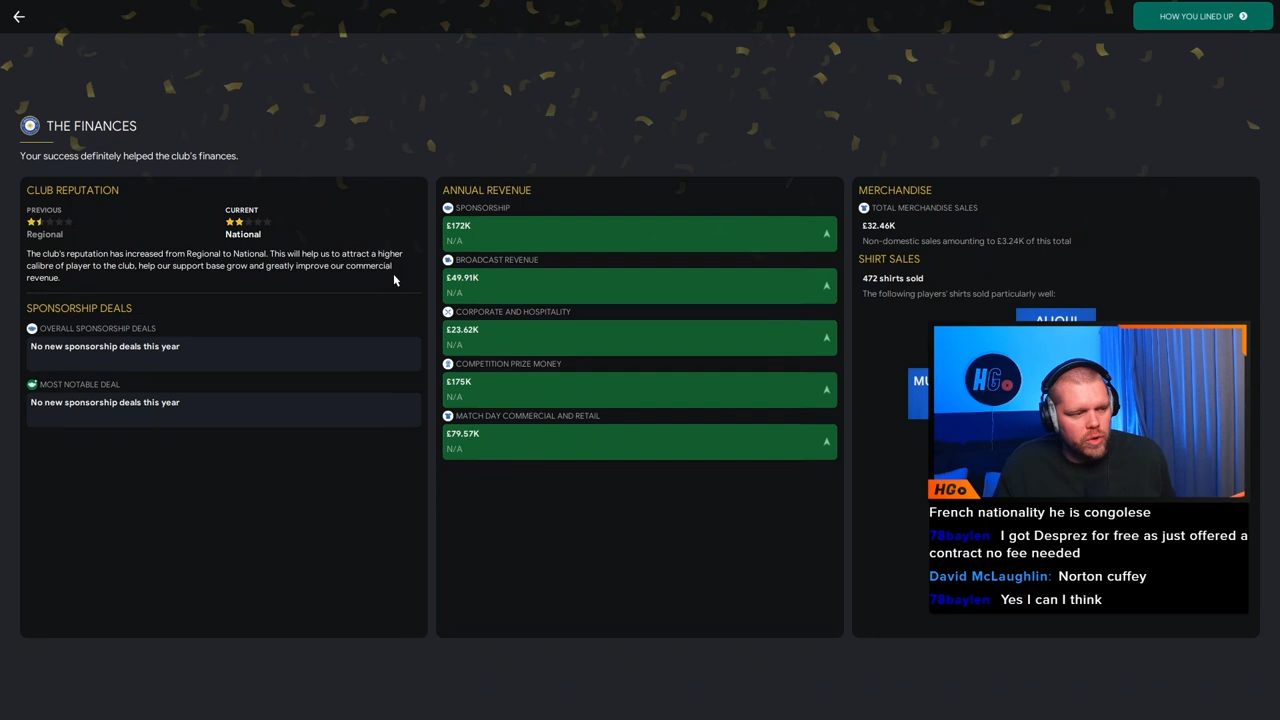 HOW YOU LINED UP
THE FINANCES
Your success definitely helped the club's finances.
CLUB REPUTATION
PREVIOUS
CURRENT
Regional
National
The club's reputation has increased from Regional to National. This will help us to attract a higher
calibre of player to the club, help our support base grow and greatly improve our commercial
revenue.
SPONSORSHIP DEALS
OVERALL SPONSORSHIP DEALS
No new sponsorship deals this year
MOST NOTABLE DEAL
No new sponsorship deals this year
ANNUAL REVENUE
SPONSORSHIP
£172K
N/A
BROADCAST REVENUE
£49.91K
N/A
CORPORATE AND HOSPITALITY
£23.62K
N/A
COMPETITION PRIZE MONEY
£175K
N/A
MATCH DAY COMMERCIAL AND RETAIL
£79.57K
N/A
MERCHANDISE
TOTAL MERCHANDISE SALES
£32.46K
Non-domestic sales amounting to £3.24K of this total
SHIRT SALES
472 shirts sold
The following players' shirts sold particularly well:
MU
HG
HG
French nationality he is congolese
78baylen I got Desprez for free as just offered a
contract no fee needed
David McLaughlin: Norton cuffey
78baylen Yes I can I think